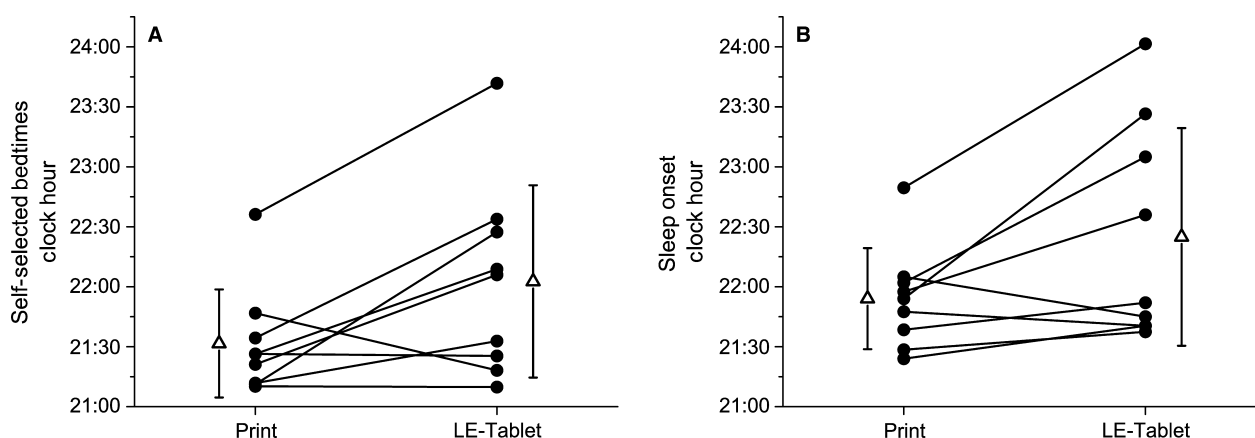 A
Self-selected bedtimes
clock hour
24:00
23:30
23:00
22:30
22:00
21:30
21:00
Print
LE-Tablet
B
Sleep onset
clock hour
24:00
23:30
23:00
22:30
22:00
21:30
21:00
Print
LE-Tablet